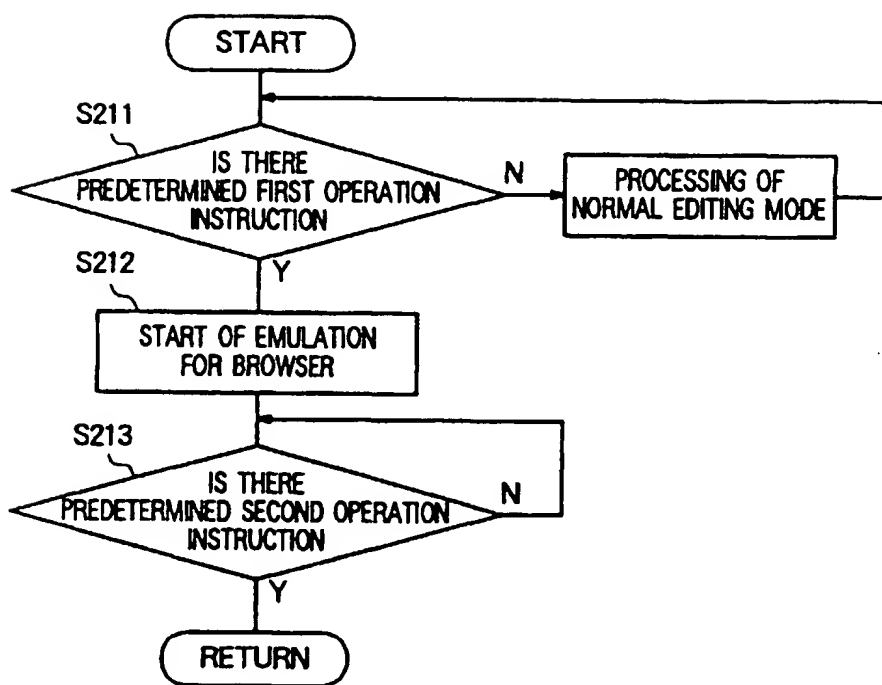 START
S211
IS THERE
PREDETERMINED FIRST OPERATION
INSTRUCTION
N
PROCESSING OF
NORMAL EDITING MODE
Y
S212
START OF EMULATION
FOR BROWSER
S213
IS THERE
PREDETERMINED SECOND OPERATION
INSTRUCTION
N
Y
RETURN